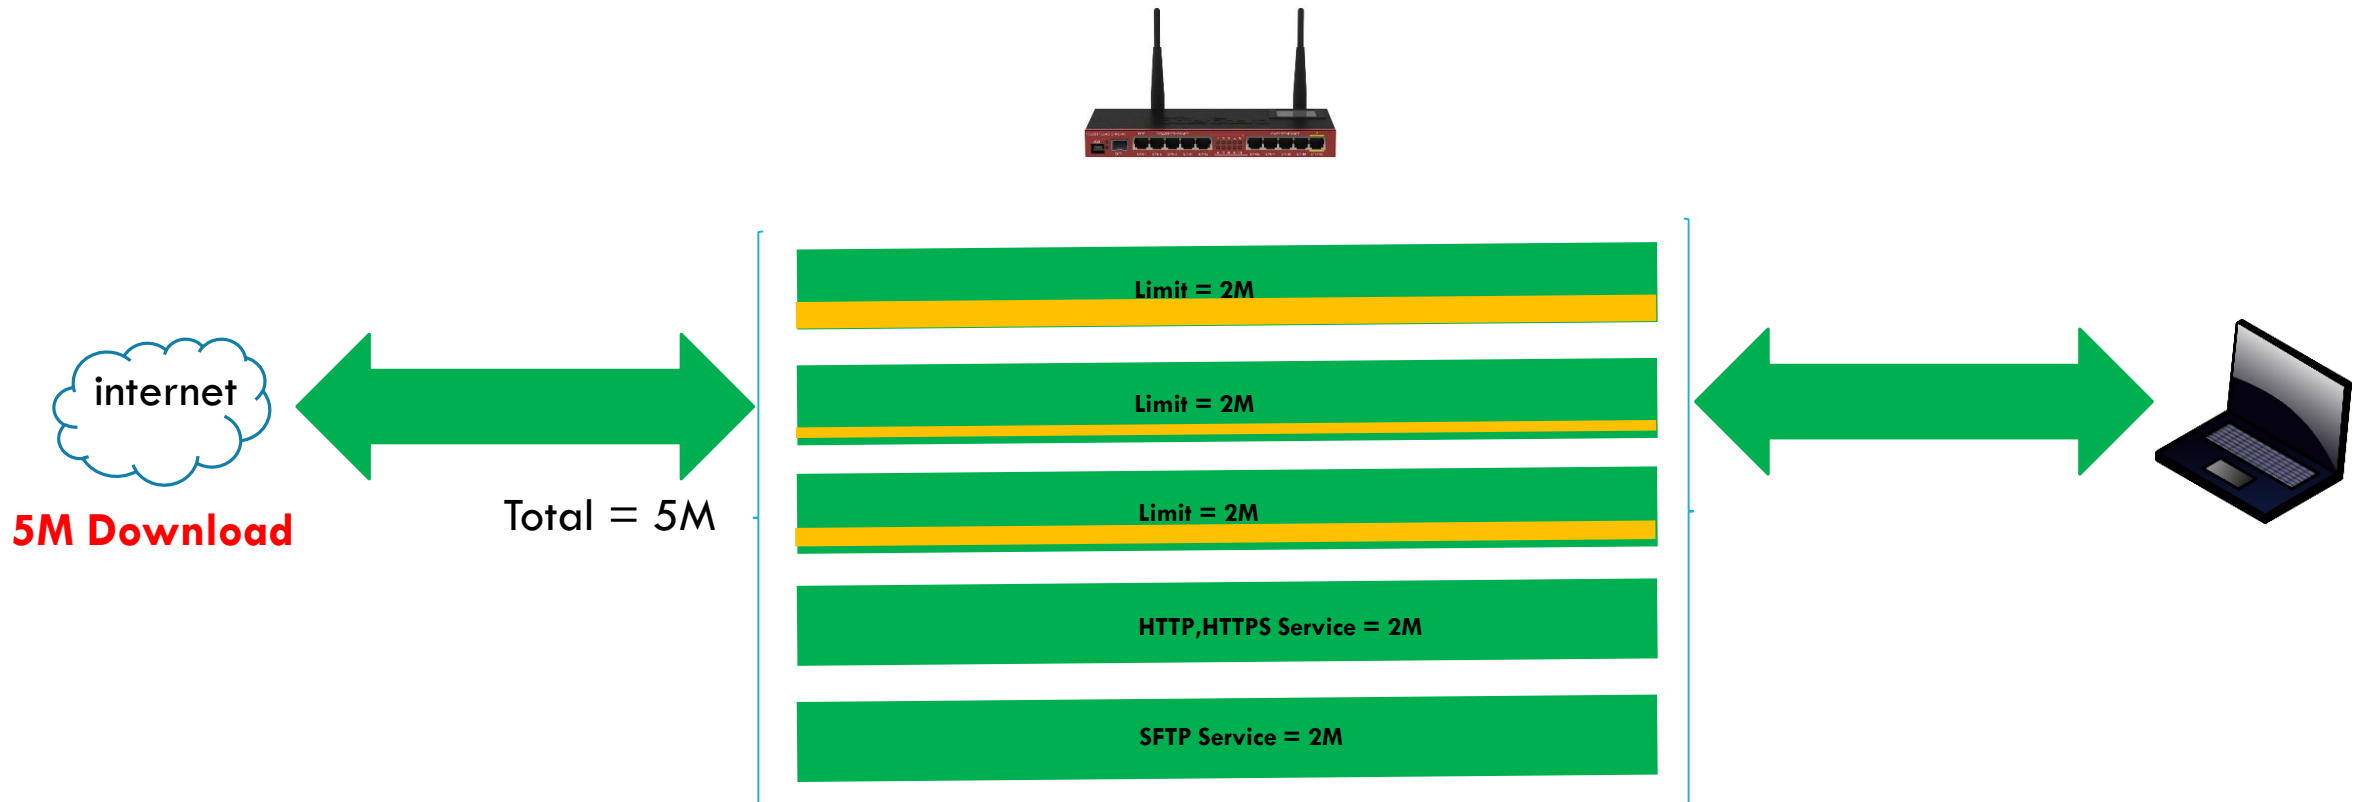 Limit = 2M
Limit = 2M
internet
Limit = 2M
Total = 5M
5M Download
HTTP,HTTPS Service = 2M
SFTP Service = 2M